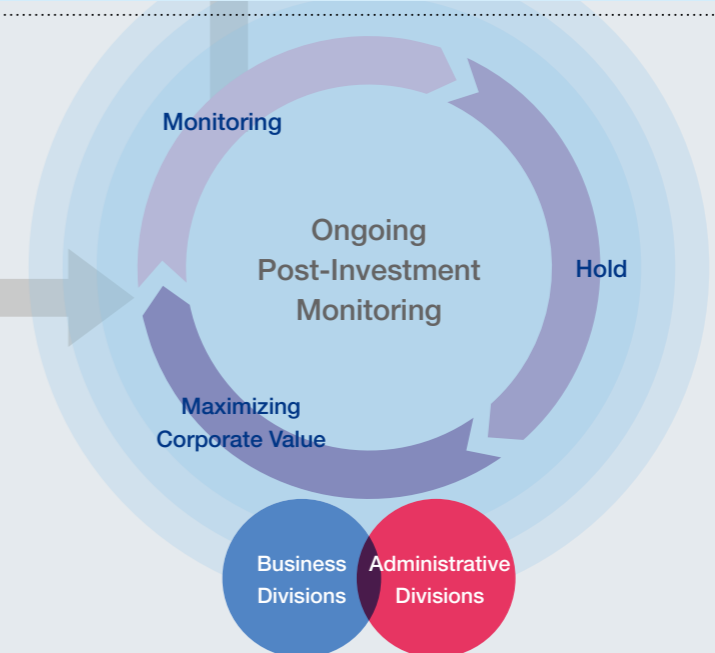 Monitoring
Ongoing
Post-Investment
Monitoring
Hold
Maximizing
Corporate Value
Business
Divisions
Administrative
Divisions